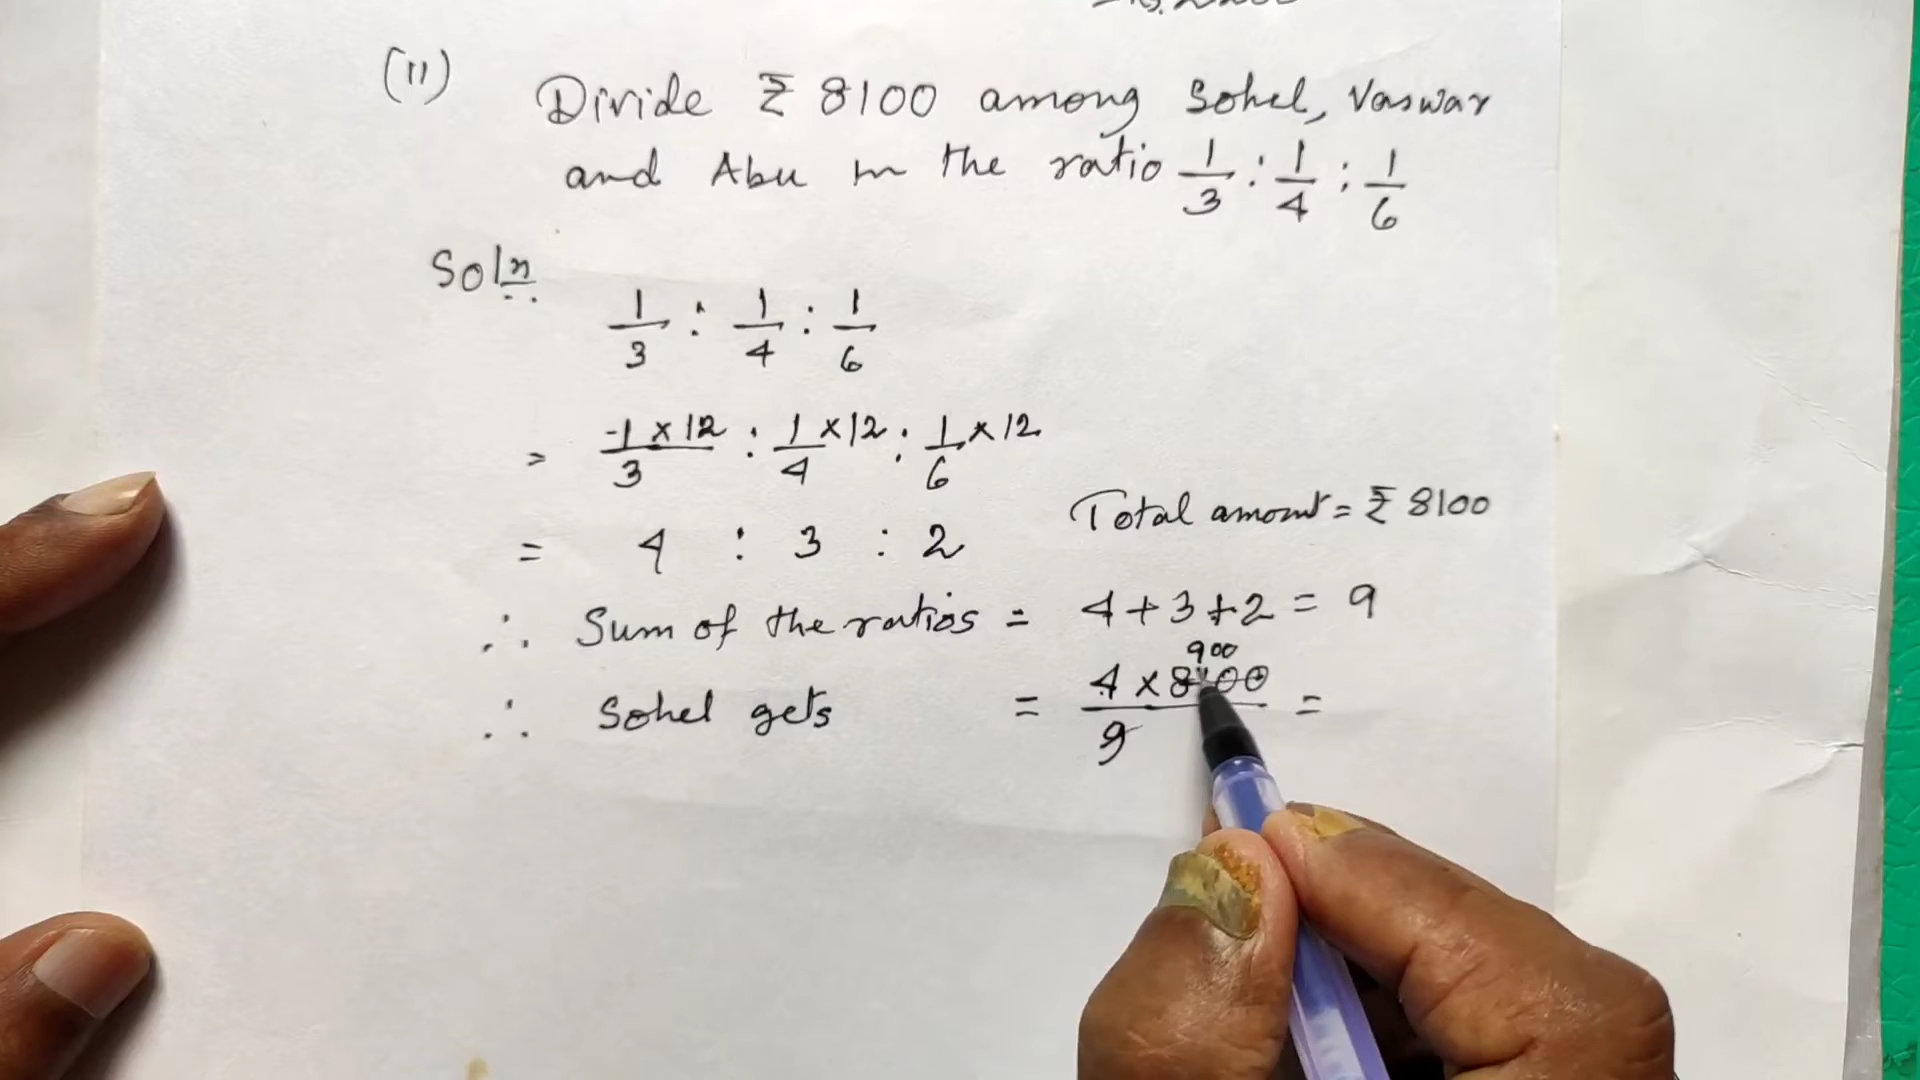 (11) Divide ₹ 8100 among Sohel, Vaswar
and Abu in the ratio 1/3 : 1/4 : 1/6
Soln
1/3 : 1/4 : 1/6
= 1 × 12/3 : 1/4 × 12 : 1/6 × 12
= 4 : 3 : 2
Total amount = ₹ 8100
∴ Sum of the ratios = 4 + 3 + 2 = 9
900
∴ Sohel gets = 4 × 8100/9 =